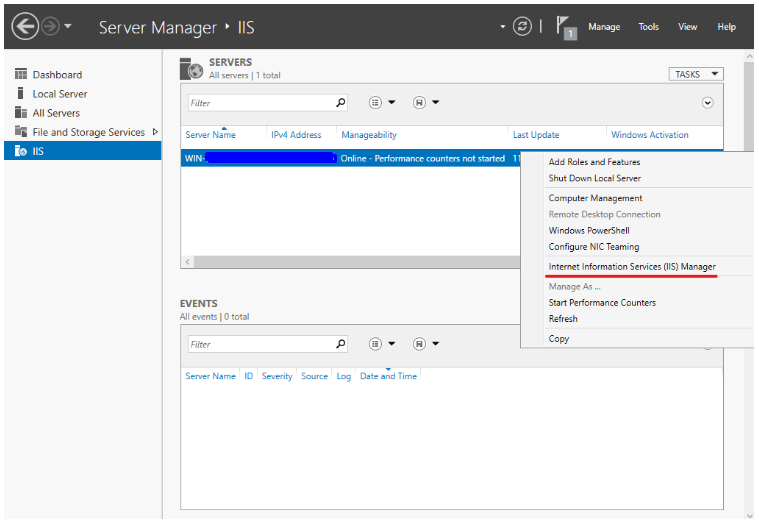 Server Manager • IIS
1
Manage
Tools
View
Help
Dashboard
Local Server
All Servers
File and Storage Services
IIS
SERVERS
All servers | 1 total
TASKS
Filter
Server Name IPv4 Address Manageability Last Update Windows Activation
WIN- Online - Performance counters not started 11
Add Roles and Features
Shut Down Local Server
Computer Management
Remote Desktop Connection
Windows PowerShell
Configure NIC Teaming
Internet Information Services (IIS) Manager
Manage As ...
Start Performance Counters
Refresh
Copy
EVENTS
All events | 0 total
Filter
Server Name ID Severity Source Log Date and Time